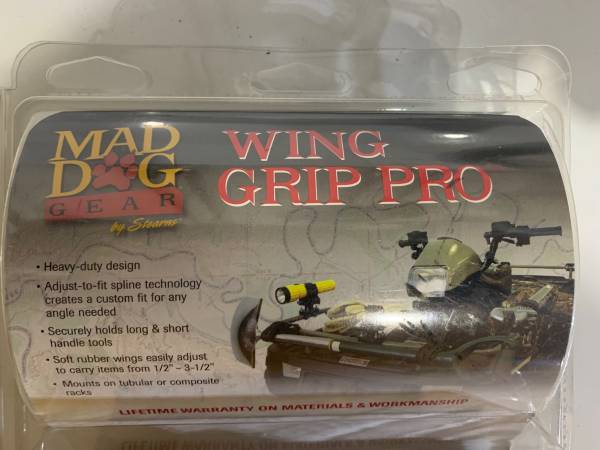 MAD
DOG
GEAR
by Stearns™
WING
GRIP PRO
• Heavy-duty design
• Adjust-to-fit spline technology
creates a custom fit for any
angle needed
• Securely holds long & short
handle tools
• Soft rubber wings easily adjust
to carry items from 1/2" – 3-1/2"
• Mounts on tubular or composite
racks
LIFETIME WARRANTY ON MATERIALS & WORKMANSHIP